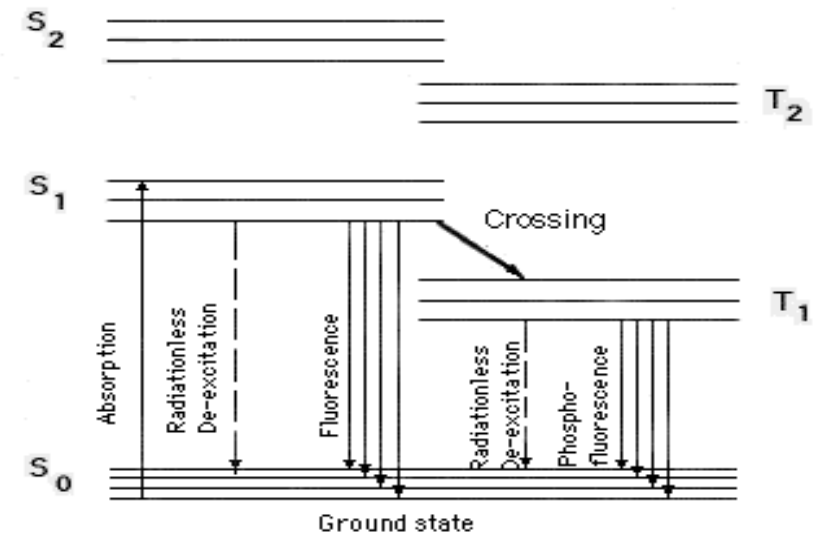 S2
T2
S1
Crossing
T1
Absorption
Radiationless
De-excitation
Fluorescence
Radiationless
De-excitation
Phospho-
fluorescence
S0
Ground state